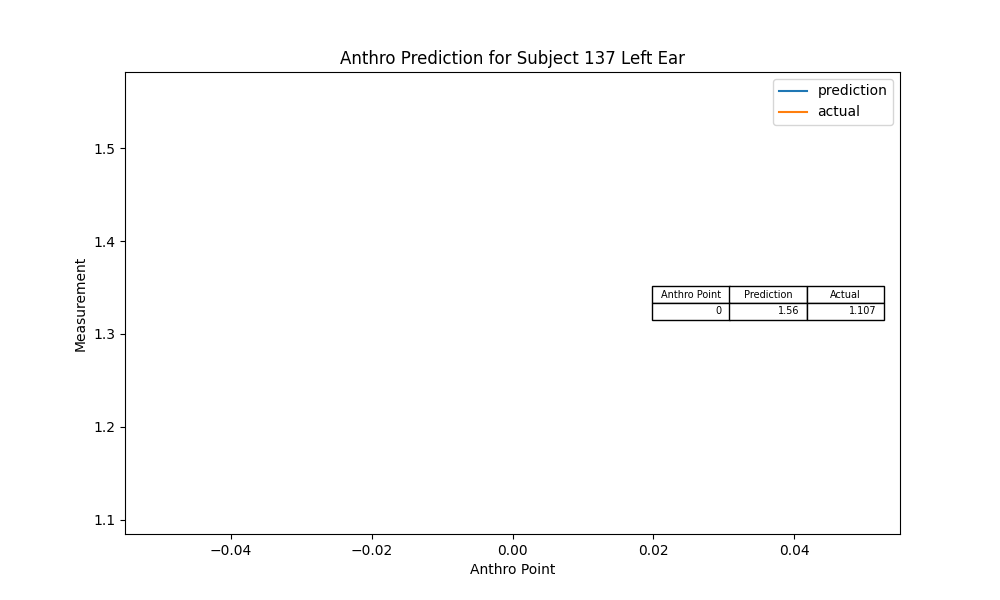 Anthro Prediction for Subject 137 Left Ear
prediction
actual
1.5
1.4
1.3
1.2
1.1
Measurement
Anthro Point Prediction Actual
0 1.56 1.107
−0.04 −0.02 0.00 0.02 0.04
Anthro Point